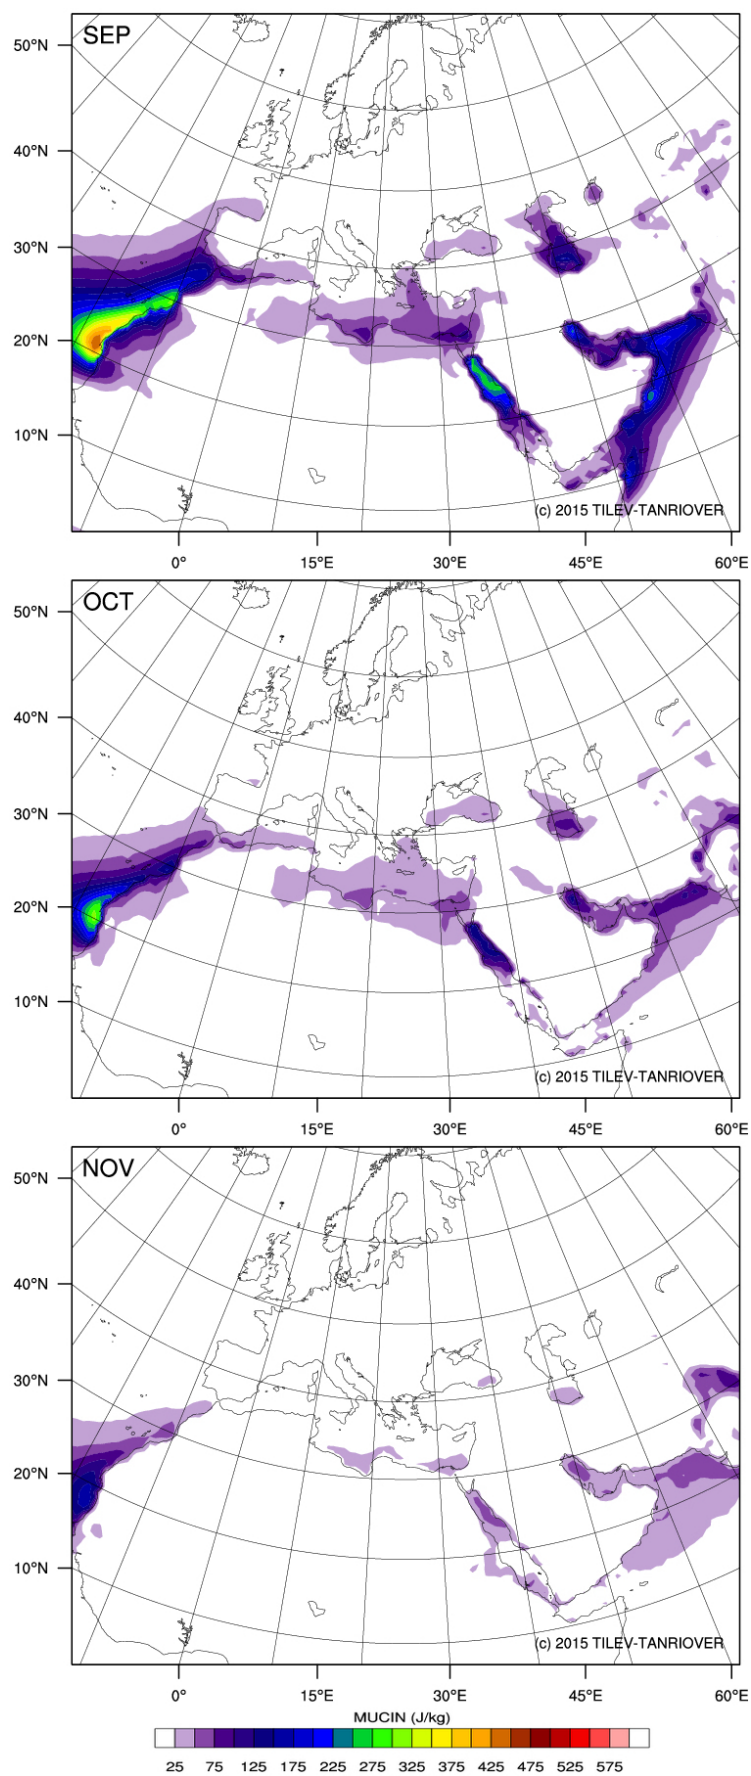 SEP
50°N
40°N
30°N
20°N
10°N
(c) 2015 TILEV-TANRIOVER
0° 15°E 30°E 45°E 60°E
OCT
50°N
40°N
30°N
20°N
10°N
(c) 2015 TILEV-TANRIOVER
0° 15°E 30°E 45°E 60°E
NOV
50°N
40°N
30°N
20°N
10°N
(c) 2015 TILEV-TANRIOVER
0° 15°E 30°E 45°E 60°E
MUCIN (J/kg)
25 75 125 175 225 275 325 375 425 475 525 575